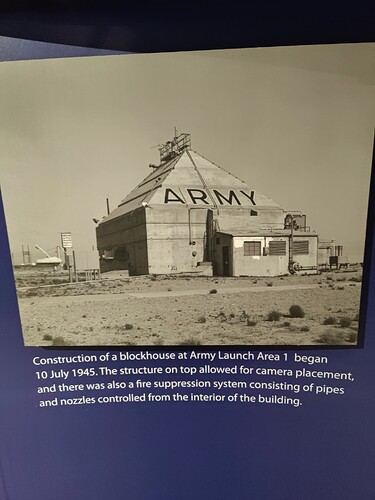 ARMY
Construction of a blockhouse at Army Launch Area 1 began
10 July 1945. The structure on top allowed for camera placement,
and there was also a fire suppression system consisting of pipes
and nozzles controlled from the interior of the building.